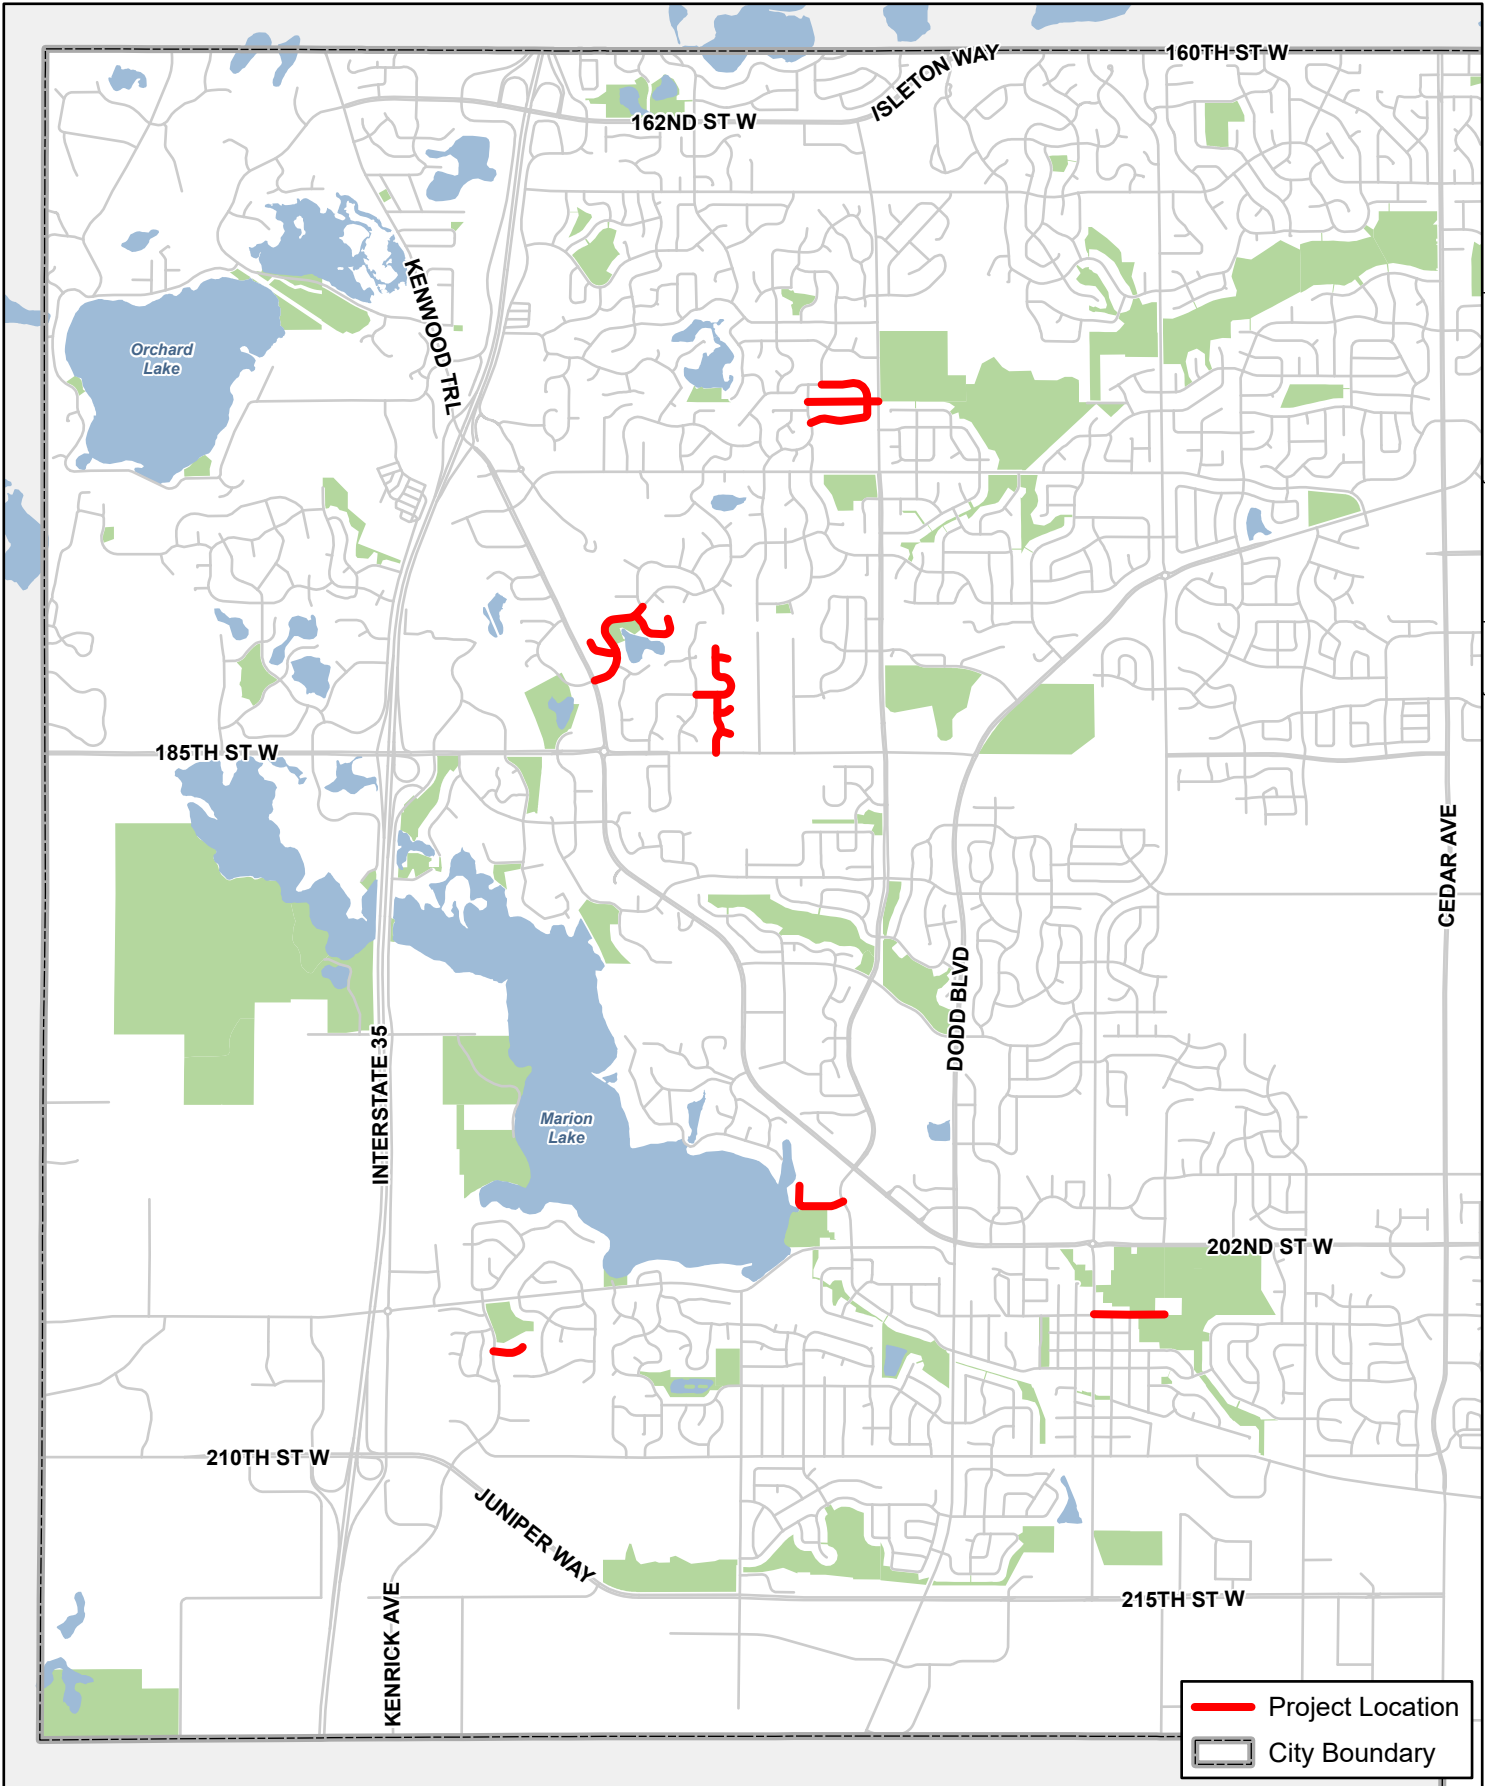 160TH ST W
ISLETON WAY
162ND ST W
KENWOOD TRL
Orchard
Lake
185TH ST W
CEDAR AVE
DODD BLVD
INTERSTATE 35
Marion
Lake
202ND ST W
210TH ST W
JUNIPER WAY
KENRICK AVE
215TH ST W
Project Location
City Boundary